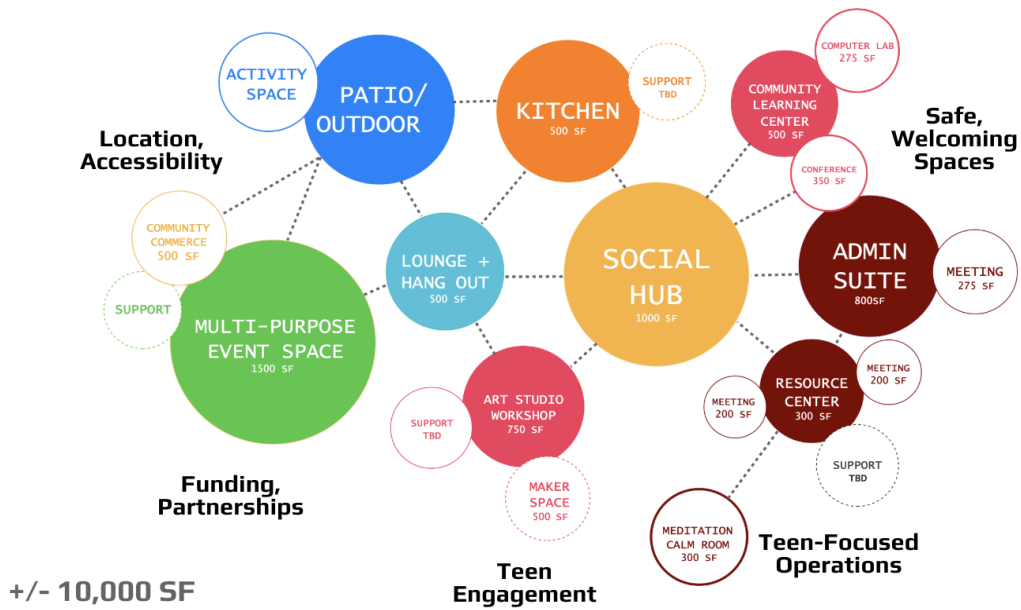 ACTIVITY
SPACE
PATIO/
OUTDOOR
KITCHEN
500 SF
SUPPORT
TBD
COMPUTER LAB
275 SF
COMMUNITY
LEARNING
CENTER
500 SF
CONFERENCE
350 SF
Safe,
Welcoming
Spaces
Location,
Accessibility
COMMUNITY
COMMERCE
500 SF
SUPPORT
MULTI-PURPOSE
EVENT SPACE
1500 SF
LOUNGE +
HANG OUT
500 SF
SOCIAL
HUB
1000 SF
ADMIN
SUITE
800SF
MEETING
275 SF
ART STUDIO
WORKSHOP
750 SF
SUPPORT
TBD
MAKER
SPACE
500 SF
RESOURCE
CENTER
300 SF
MEETING
200 SF
MEETING
200 SF
SUPPORT
TBD
MEDITATION
CALM ROOM
300 SF
Funding,
Partnerships
Teen
Engagement
Teen-Focused
Operations
+/- 10,000 SF